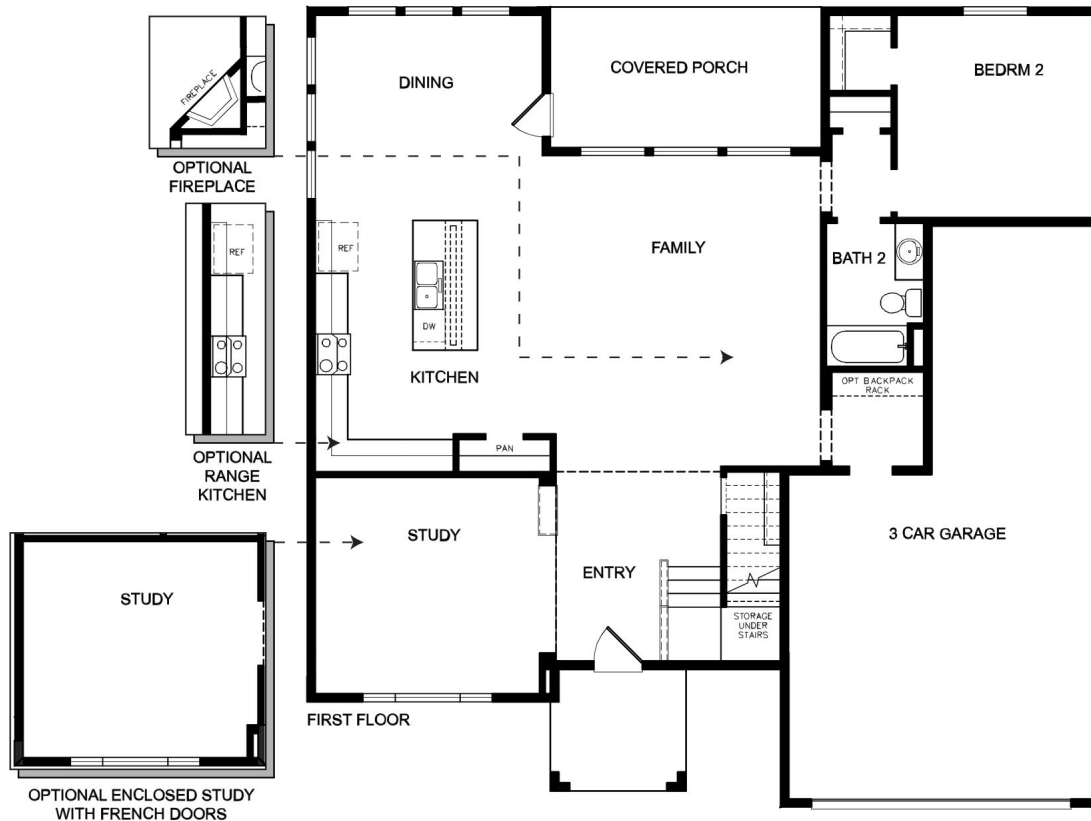 FIREPLACE
OPTIONAL
FIREPLACE
DINING
COVERED PORCH
BEDRM 2
REF
OPTIONAL
RANGE
KITCHEN
REF
DW
KITCHEN
FAMILY
BATH 2
OPT BACKPACK
RACK
PAN
STUDY
ENTRY
STORAGE
UNDER
STAIRS
3 CAR GARAGE
STUDY
FIRST FLOOR
OPTIONAL ENCLOSED STUDY
WITH FRENCH DOORS